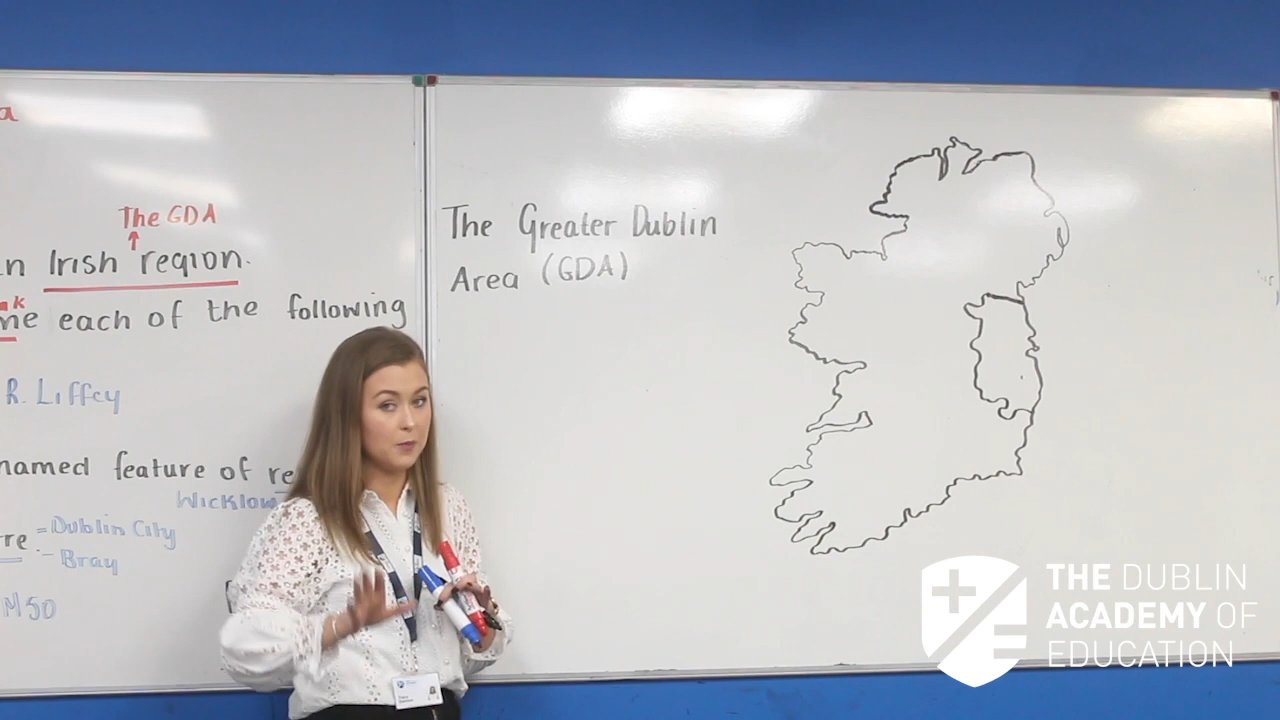 a
The GDA
n Irish region.
ak
me each of the following
R. Liffey
named feature of re
Wicklow
re = Dublin City
- Bray
M50
The Greater Dublin
Area (GDA)
THE DUBLIN
ACADEMY OF
EDUCATION